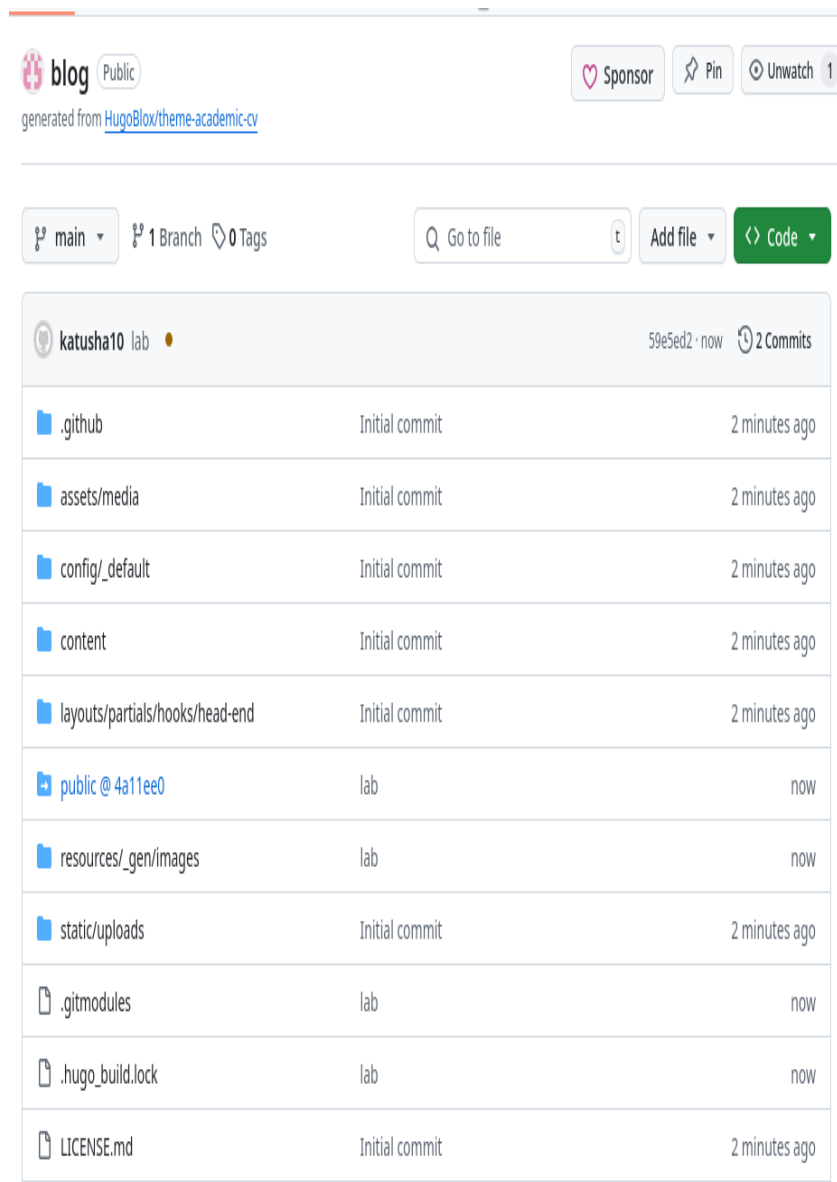 blog Public Sponsor Pin Unwatch 1
generated from HugoBlox/theme-academic-cv
main 1 Branch 0 Tags Go to file t Add file Code
katusha10 lab 59e5ed2 · now 2 Commits
.github Initial commit 2 minutes ago
assets/media Initial commit 2 minutes ago
config/_default Initial commit 2 minutes ago
content Initial commit 2 minutes ago
layouts/partials/hooks/head-end Initial commit 2 minutes ago
public @ 4a11ee0 lab now
resources/_gen/images lab now
static/uploads Initial commit 2 minutes ago
.gitmodules lab now
.hugo_build.lock lab now
LICENSE.md Initial commit 2 minutes ago